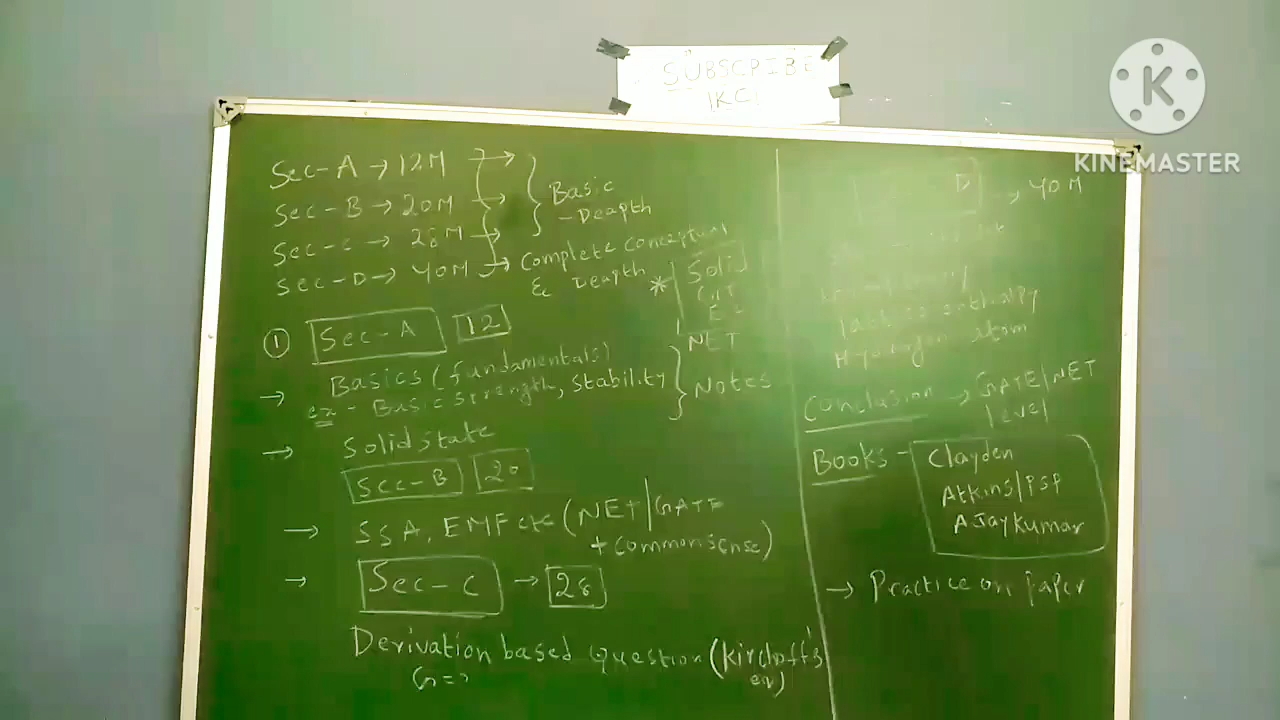 SUBSCRIBE
IKC
KINEMASTER
Sec-A → 12M
Sec-B → 20M
Sec-C → 28M
Sec-D → 40M
Basic
-Deapth
Complete conceptual
& Deapth
* Solid
NET
Notes
① Sec-A 12
→ Basics (fundamentals)
ex - Basic strength, stability
→ Solid state
Sec-B 20
→ SSA, EMF etc (NET|GATE
+ commonsense)
→ Sec-C → 28
Derivation based question (Kirchoff's
eq)
G = ?
D → 40M
enthalpy
Hydrogen atom
Conclasion → GATE/NET
level
Books - Clayden
Atkins/PSP
AJaykumar
→ Practice on paper